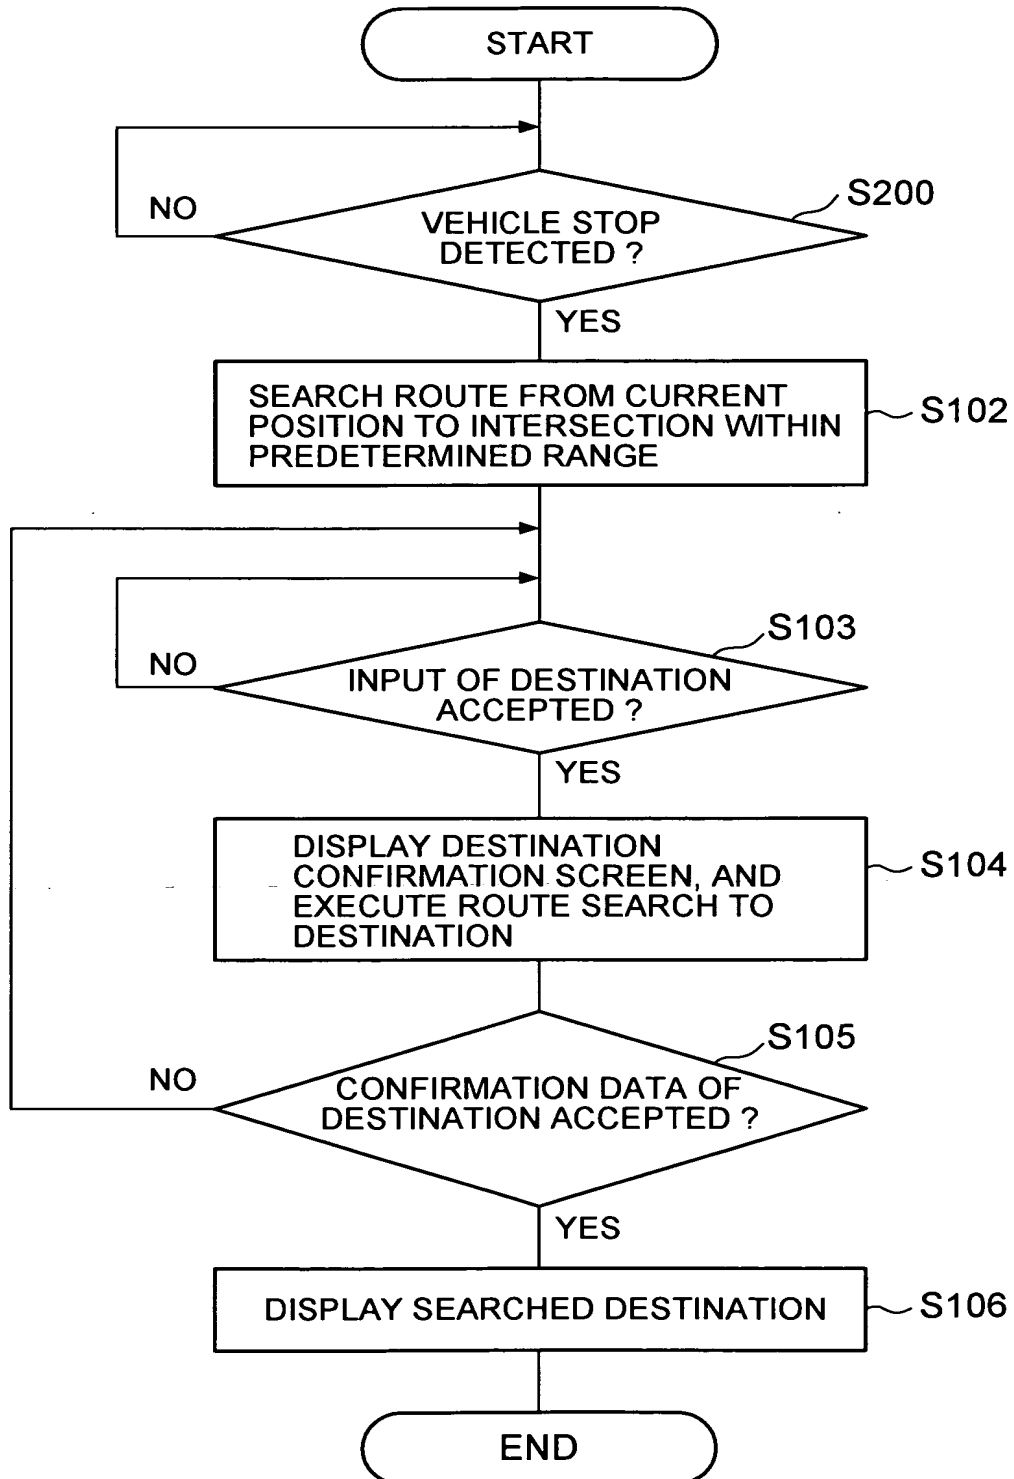 START
NO
S200
VEHICLE STOP
DETECTED ?
YES
SEARCH ROUTE FROM CURRENT
POSITION TO INTERSECTION WITHIN
PREDETERMINED RANGE
S102
S103
NO
INPUT OF DESTINATION
ACCEPTED ?
YES
DISPLAY DESTINATION
CONFIRMATION SCREEN, AND
EXECUTE ROUTE SEARCH TO
DESTINATION
S104
S105
NO
CONFIRMATION DATA OF
DESTINATION ACCEPTED ?
YES
DISPLAY SEARCHED DESTINATION
S106
END